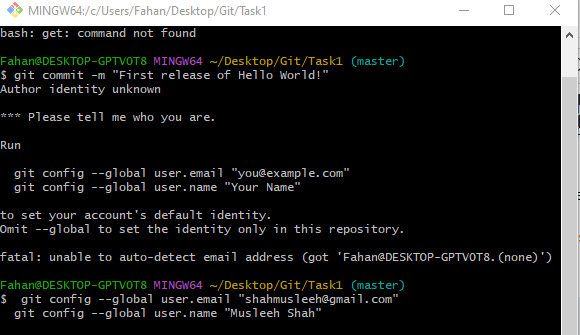 MINGW64:/c/Users/Fahan/Desktop/Git/Task1
bash: get: command not found
Fahan@DESKTOP-GPTVOT8 MINGW64 ~/Desktop/Git/Task1 (master)
$ git commit -m "First release of Hello World!"
Author identity unknown
*** Please tell me who you are.
Run
git config --global user.email "you@example.com"
git config --global user.name "Your Name"
to set your account's default identity.
Omit --global to set the identity only in this repository.
fatal: unable to auto-detect email address (got 'Fahan@DESKTOP-GPTVOT8.(none)')
Fahan@DESKTOP-GPTVOT8 MINGW64 ~/Desktop/Git/Task1 (master)
$  git config --global user.email "shahmusleeh@gmail.com"
git config --global user.name "Musleeh Shah"